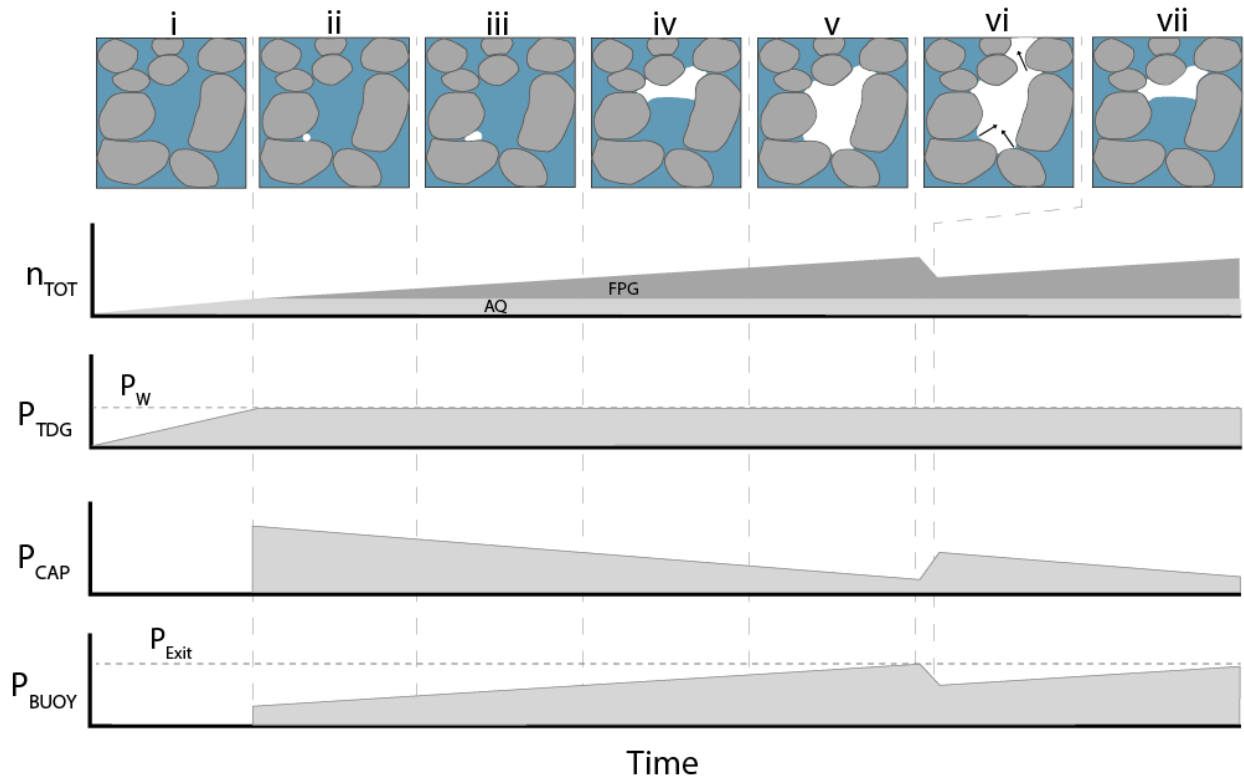 i ii iii iv v vi vii
n_TOT
FPG
AQ
P_W
P_TDG
P_CAP
P_Exit
P_BUOY
Time